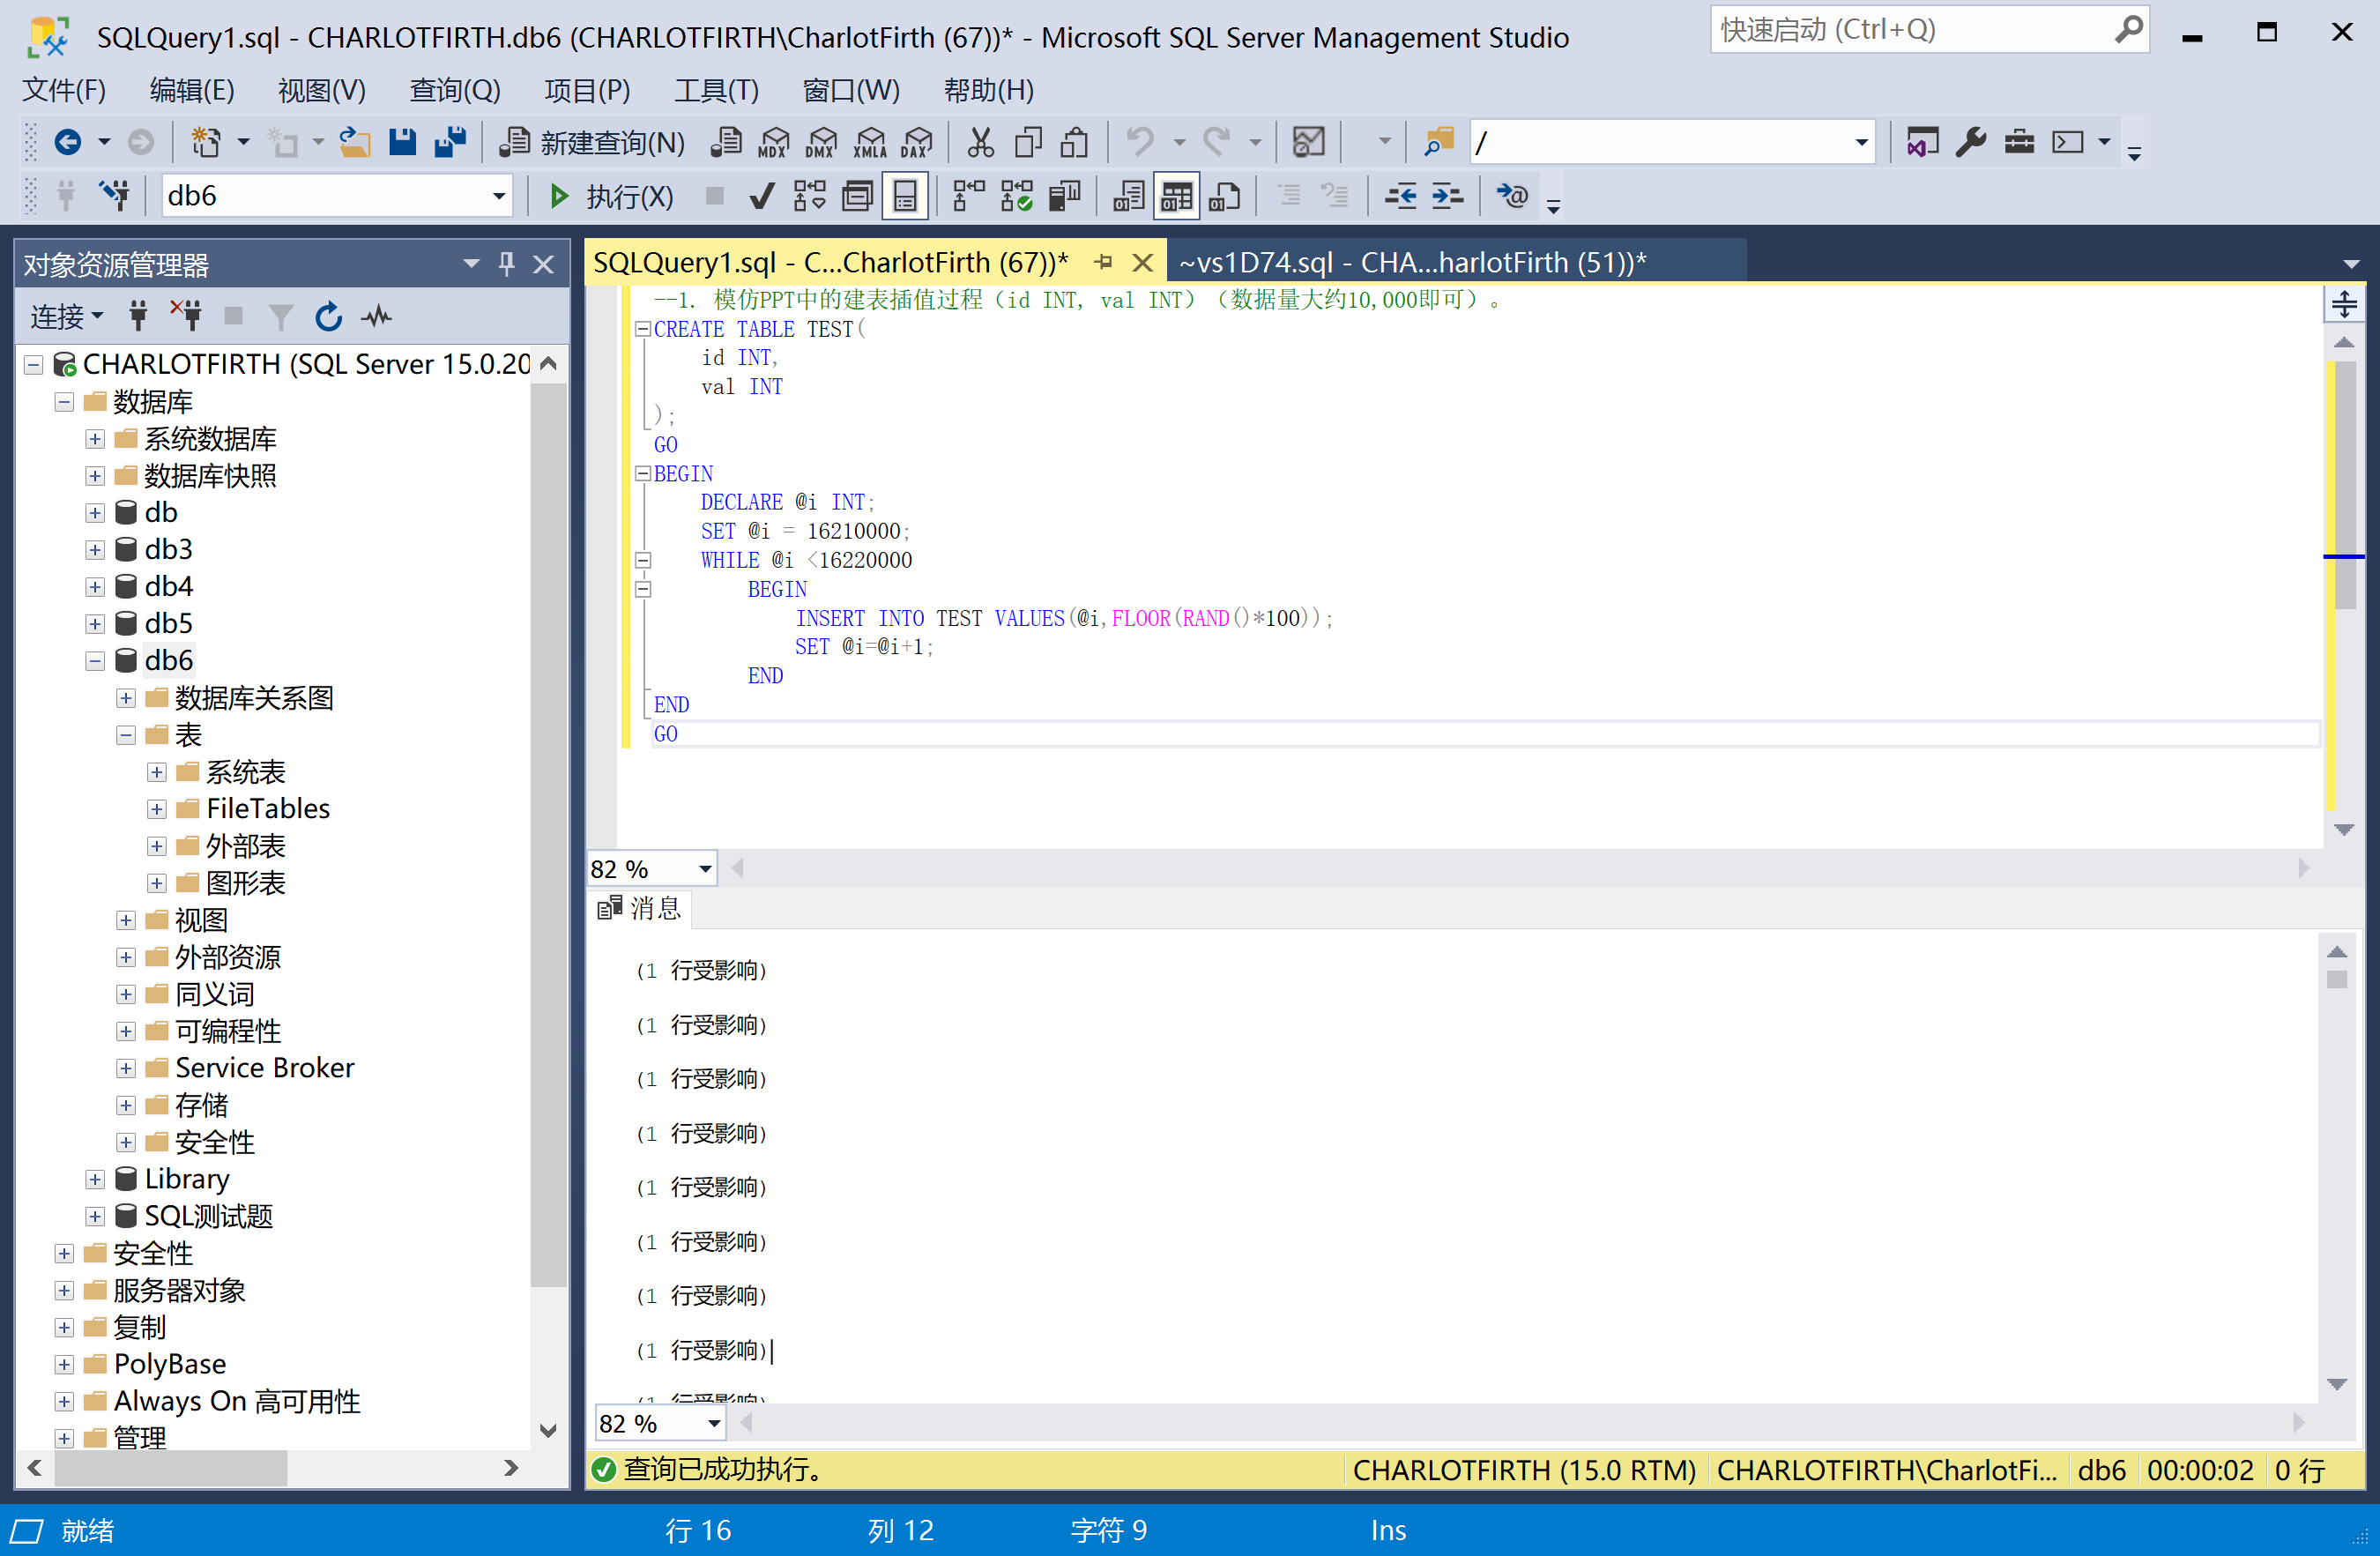 SQLQuery1.sql - CHARLOTFIRTH.db6 (CHARLOTFIRTH\CharlotFirth (67))* - Microsoft SQL Server Management Studio
快速启动 (Ctrl+Q)
文件(F) 编辑(E) 视图(V) 查询(Q) 项目(P) 工具(T) 窗口(W) 帮助(H)
新建查询(N) MDX DMX XMLA DAX /
db6 执行(X)
对象资源管理器
连接
CHARLOTFIRTH (SQL Server 15.0.20
数据库
系统数据库
数据库快照
db
db3
db4
db5
db6
数据库关系图
表
系统表
FileTables
外部表
图形表
视图
外部资源
同义词
可编程性
Service Broker
存储
安全性
Library
SQL测试题
安全性
服务器对象
复制
PolyBase
Always On 高可用性
管理
SQLQuery1.sql - C...CharlotFirth (67))* ~vs1D74.sql - CHA...harlotFirth (51))*
--1. 模仿PPT中的建表插值过程（id INT, val INT）（数据量大约10,000即可）。
CREATE TABLE TEST(
id INT,
val INT
);
GO
BEGIN
DECLARE @i INT;
SET @i = 16210000;
WHILE @i <16220000
BEGIN
INSERT INTO TEST VALUES(@i,FLOOR(RAND()*100));
SET @i=@i+1;
END
END
GO
82 %
消息
(1 行受影响)
(1 行受影响)
(1 行受影响)
(1 行受影响)
(1 行受影响)
(1 行受影响)
(1 行受影响)
(1 行受影响)
(1 行受影响)
82 %
查询已成功执行。 CHARLOTFIRTH (15.0 RTM) CHARLOTFIRTH\CharlotFi... db6 00:00:02 0 行
就绪 行 16 列 12 字符 9 Ins